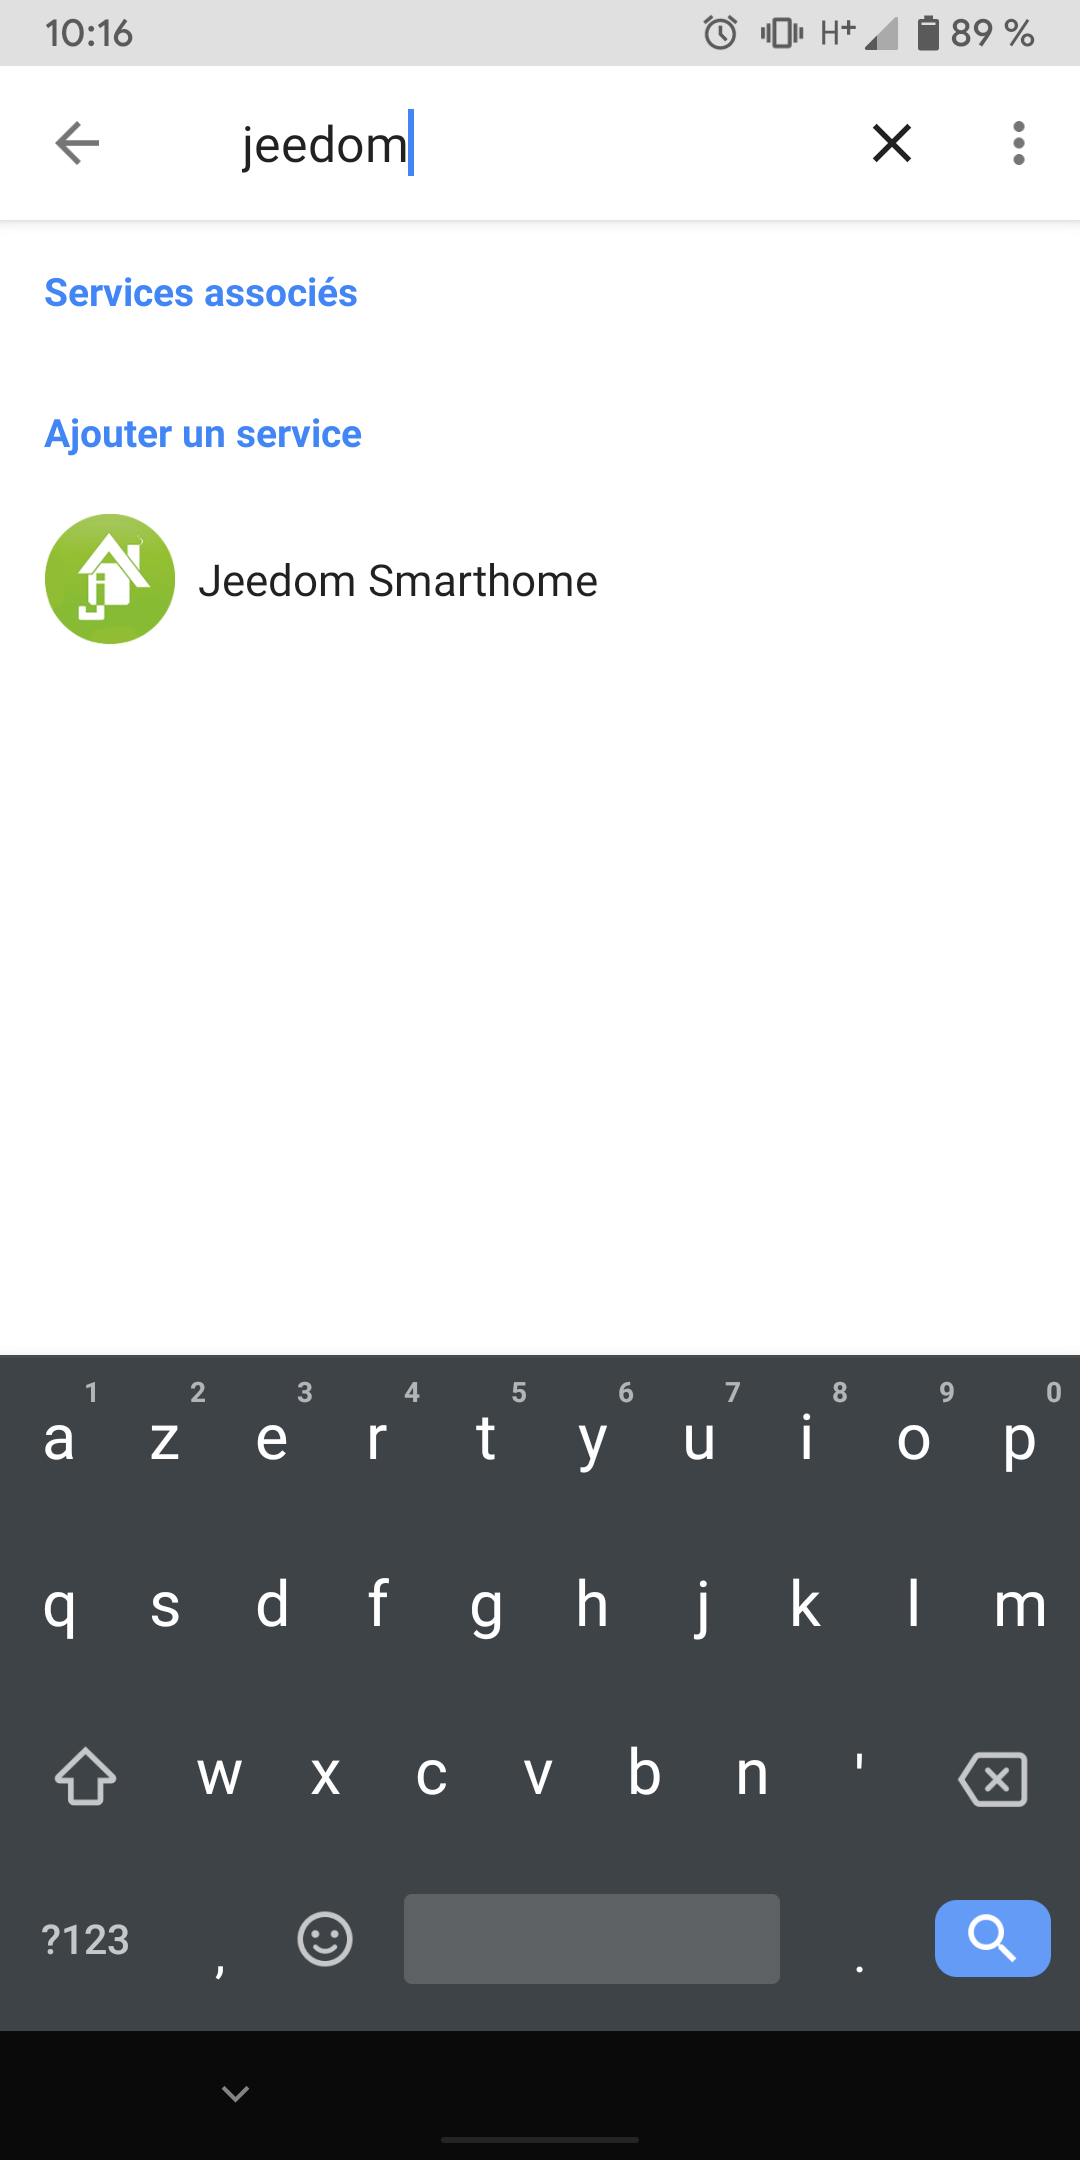 10:16 H+ 89 %
jeedom
Services associés
Ajouter un service
Jeedom Smarthome
1 2 3 4 5 6 7 8 9 0
a z e r t y u i o p
q s d f g h j k l m
w x c v b n '
?123 , .